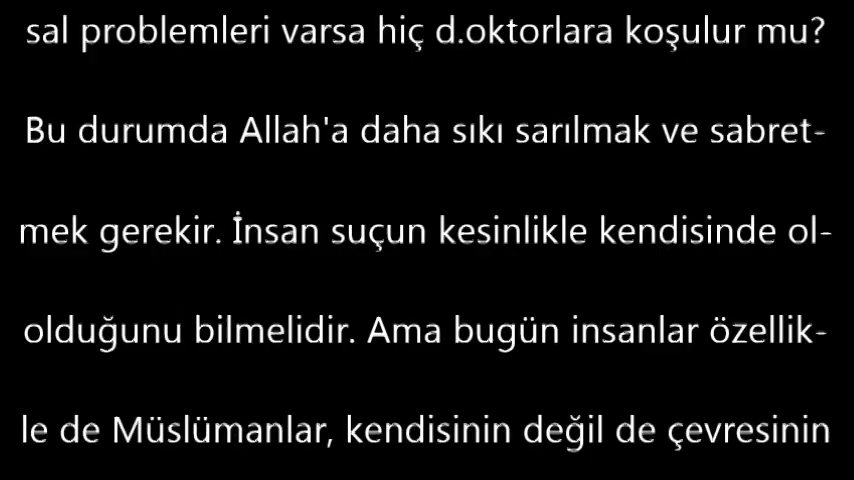 sal problemleri varsa hiç d.oktorlara koşulur mu?
Bu durumda Allah'a daha sıkı sarılmak ve sabret-
mek gerekir. İnsan suçun kesinlikle kendisinde ol-
olduğunu bilmelidir. Ama bugün insanlar özellik-
le de Müslümanlar, kendisinin değil de çevresinin